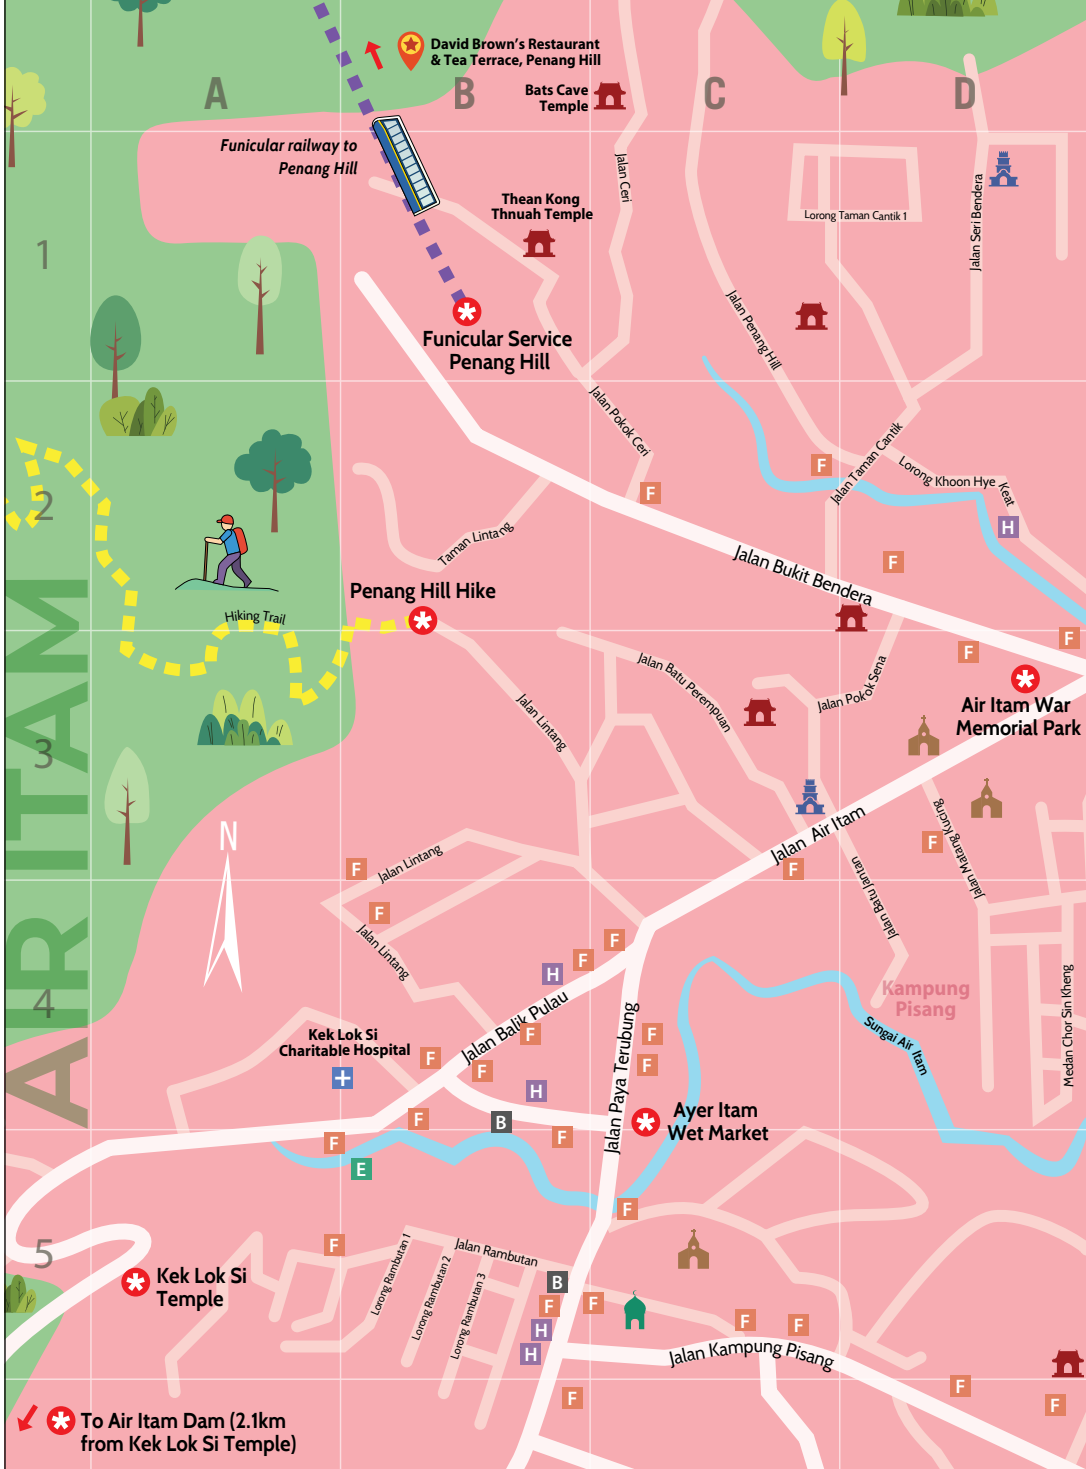 David Brown's Restaurant
& Tea Terrace, Penang Hill
A
B
C
D
Bats Cave
Temple
Funicular railway to
Penang Hill
Jalan Ceri
Thean Kong
Thnuah Temple
Lorong Taman Cantik 1
Jalan Seri Bendera
1
Funicular Service
Penang Hill
Jalan Penang Hill
Jalan Pokok Ceri
Jalan Taman Cantik
Lorong Khoon Hye
Keat
F
F
H
2
Taman Lintang
Jalan Bukit Bendera
F
Penang Hill Hike
Hiking Trail
F
F
Jalan Batu Perempuan
Jalan Pokok Sena
Air Itam War
Memorial Park
Jalan Lintang
3
AIR ITAM
N
Jalan Air Itam
Jalan Matang Kucing
F
F
F
Jalan Lintang
Jalan Batu Jantan
F
Jalan Lintang
F
F
H
4
Kampung
Pisang
Medan Chor Sin Kheng
Sungai Air Itam
Jalan Balik Pulau
Jalan Paya Terubung
Kek Lok Si
Charitable Hospital
F
F
F
F
F
H
Ayer Itam
Wet Market
F
B
F
F
E
F
5
F
Jalan Rambutan
Lorong Rambutan 1
Lorong Rambutan 2
Lorong Rambutan 3
Kek Lok Si
Temple
B
F
F
H
H
F
F
Jalan Kampung Pisang
F
F
F
To Air Itam Dam (2.1km
from Kek Lok Si Temple)